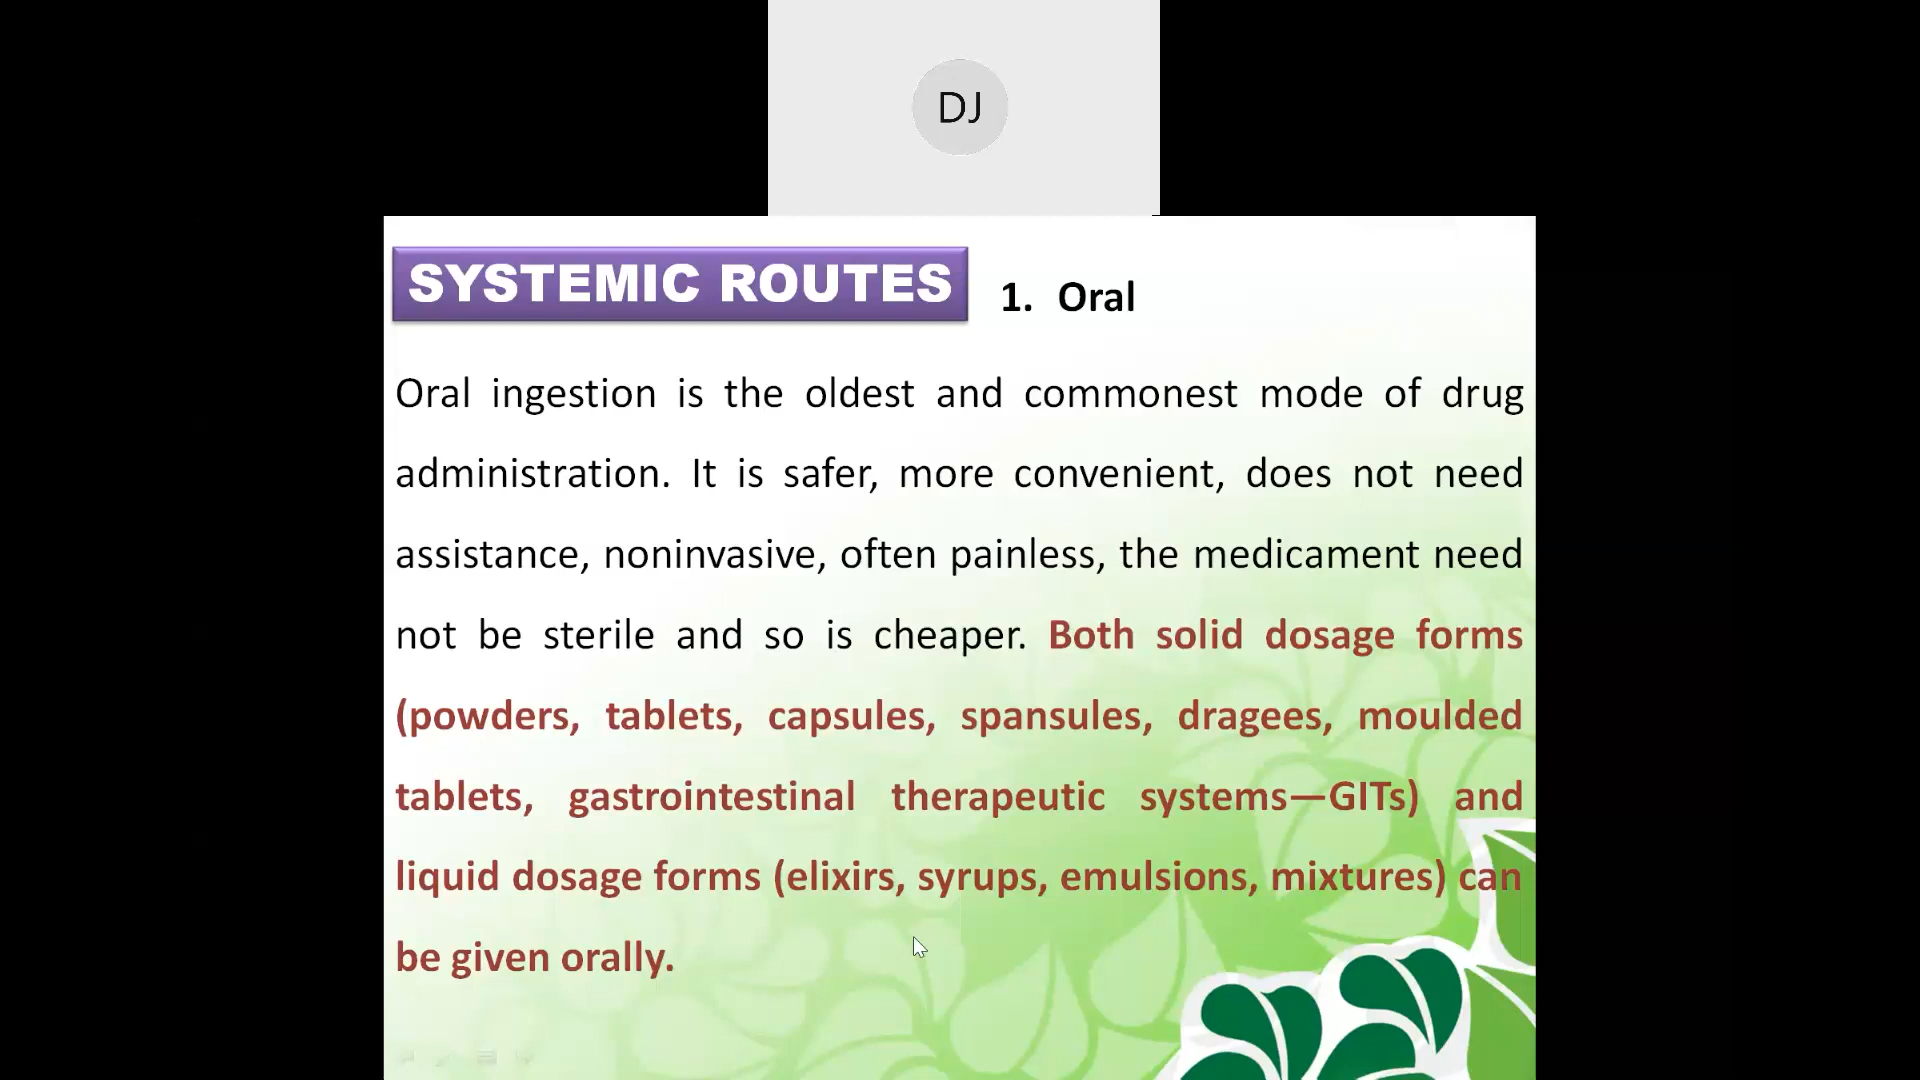 DJ
SYSTEMIC ROUTES 1. Oral
Oral ingestion is the oldest and commonest mode of drug
administration. It is safer, more convenient, does not need
assistance, noninvasive, often painless, the medicament need
not be sterile and so is cheaper. Both solid dosage forms
(powders, tablets, capsules, spansules, dragees, moulded
tablets, gastrointestinal therapeutic systems—GITs) and
liquid dosage forms (elixirs, syrups, emulsions, mixtures) can
be given orally.